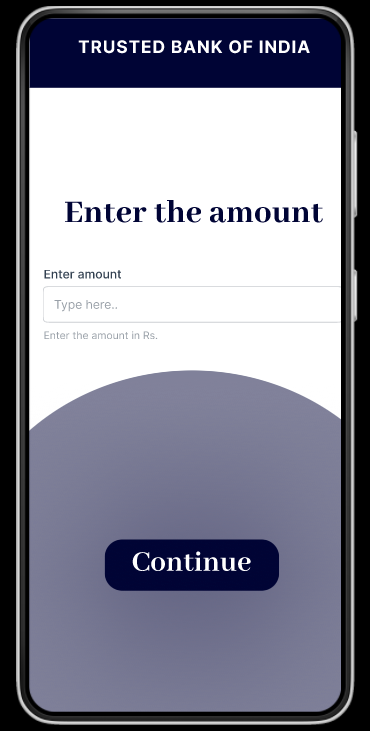 TRUSTED BANK OF INDIA
Enter the amount
Enter amount
Type here..
Enter the amount in Rs.
Continue